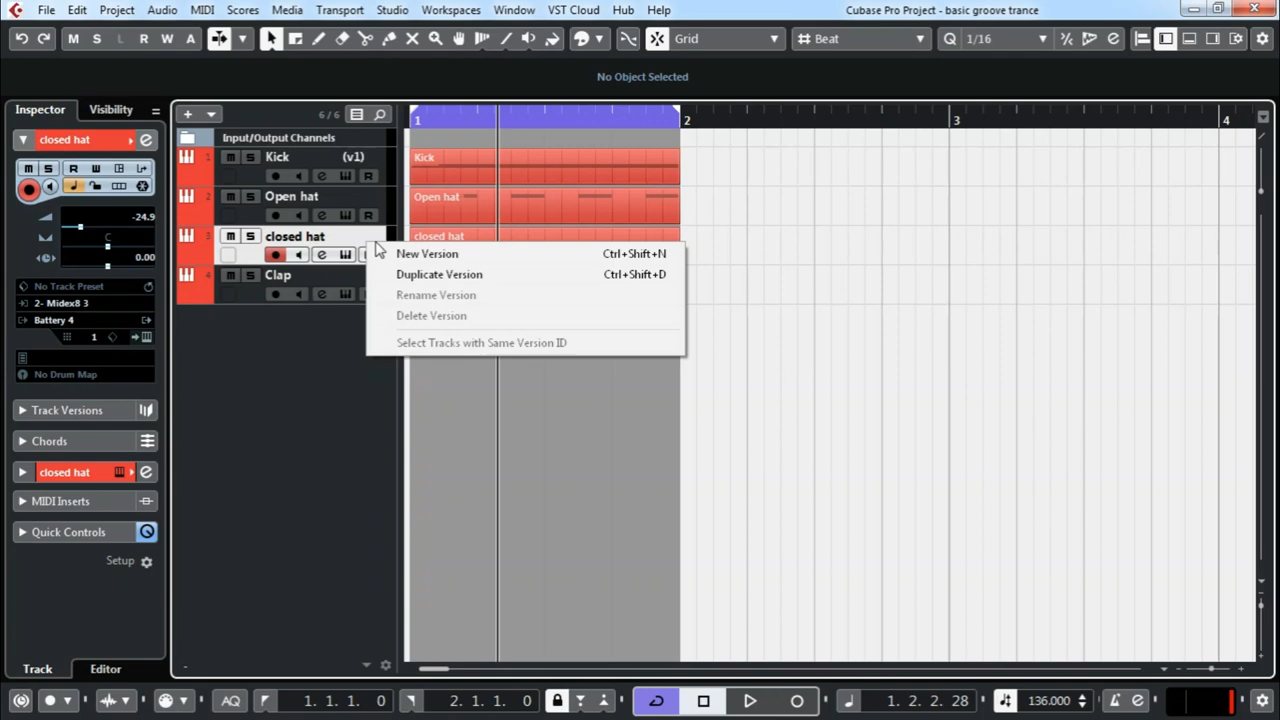 File Edit Project Audio MIDI Scores Media Transport Studio Workspaces Window VST Cloud Hub Help Cubase Pro Project - basic groove trance
M S L R W A Grid Beat Q 1/16
No Object Selected
Inspector Visibility
6/6
1 2 3 4
closed hat
Input/Output Channels
m S R W
1 m S Kick (v1) Kick
R
-24.9
2 m S Open hat Open hat
R
C
3 m S closed hat closed hat
0.00
New Version Ctrl+Shift+N
4 m S Clap
Duplicate Version Ctrl+Shift+D
No Track Preset
Rename Version
2- Midex8 3
Delete Version
Battery 4
1
Select Tracks with Same Version ID
No Drum Map
Track Versions
Chords
closed hat
MIDI Inserts
Quick Controls
Setup
Track Editor
AQ 1. 1. 1. 0 2. 1. 1. 0 1. 2. 2. 28 136.000